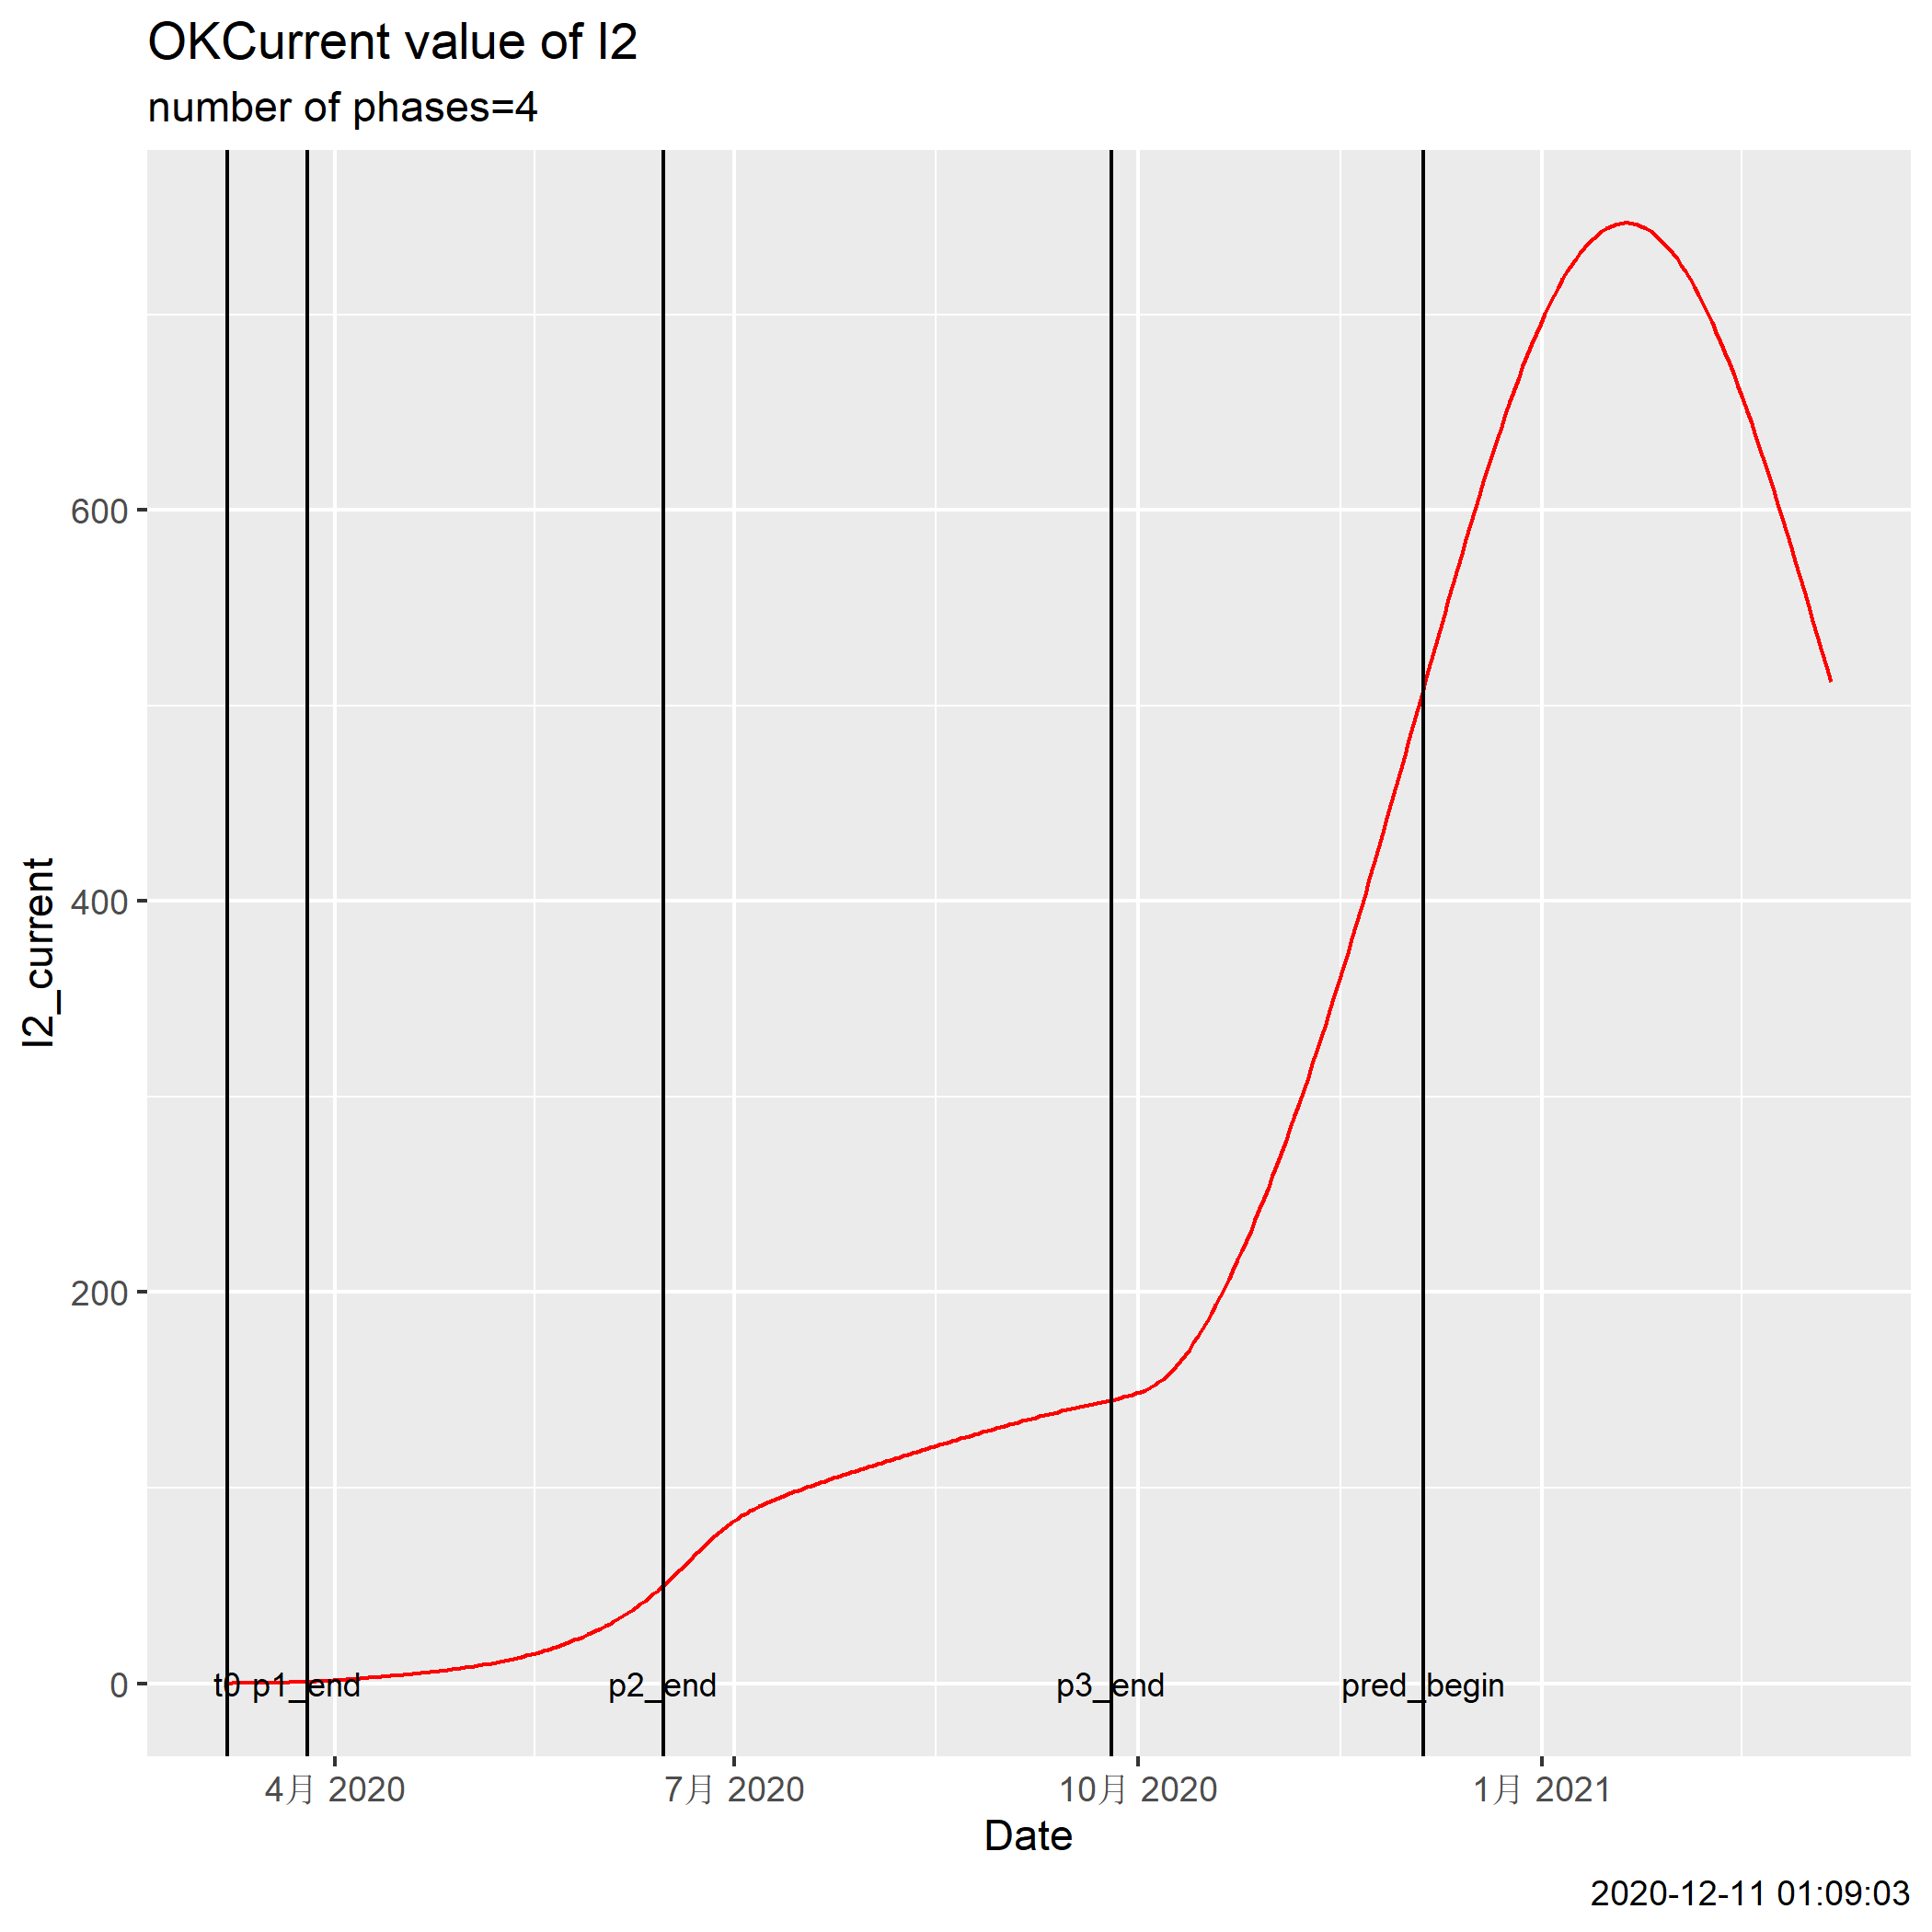 OKCurrent value of I2
number of phases=4
I2_current
600
400
200
0
t0 p1_end p2_end p3_end pred_begin
4月 2020 7月 2020 10月 2020 1月 2021
Date
2020-12-11 01:09:03